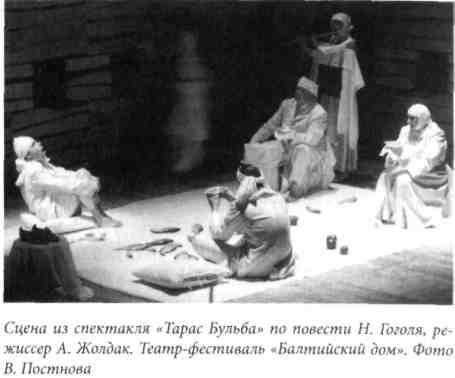 Сцена из спектакля «Тарас Бульба» по повести Н. Гоголя, ре-
жиссер А. Жолдак. Театр-фестиваль «Балтийский дом». Фото
В. Постнова